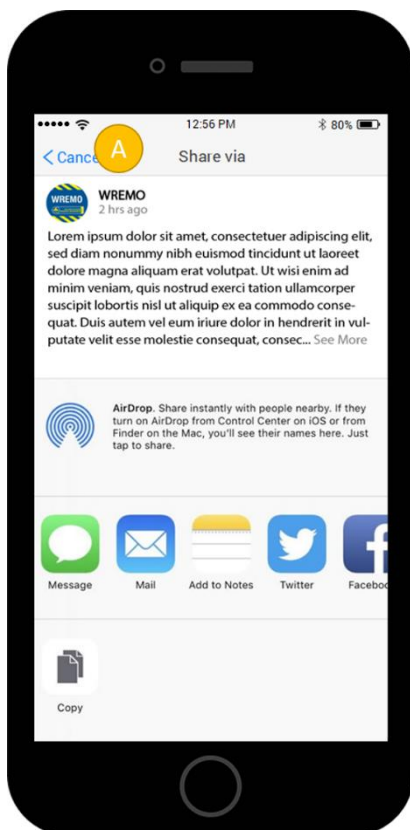 12:56 PM
80%
< Cance
A
Share via
WREMO
WREMO
2 hrs ago
Lorem ipsum dolor sit amet, consectetuer adipiscing elit,
sed diam nonummy nibh euismod tincidunt ut laoreet
dolore magna aliquam erat volutpat. Ut wisi enim ad
minim veniam, quis nostrud exerci tation ullamcorper
suscipit lobortis nisl ut aliquip ex ea commodo conse-
quat. Duis autem vel eum iriure dolor in hendrerit in vul-
putate velit esse molestie consequat, consec... See More
AirDrop. Share instantly with people nearby. If they
turn on AirDrop from Control Center on iOS or from
Finder on the Mac, you'll see their names here. Just
tap to share.
Message
Mail
Add to Notes
Twitter
Faceboo
Copy